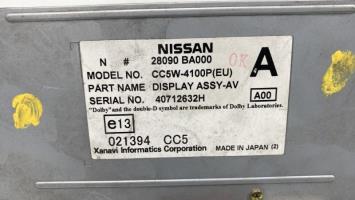 NISSAN
N # 28090 BA000
OK
A
MODEL NO. CC5W-4100P(EU)
PART NAME DISPLAY ASSY-AV
SERIAL NO. 40712632H
A00
"Dolby" and the double-D symbol are trademarks of Dolby Laboratories.
e13
021394 CC5
Xanavi Informatics Corporation MADE IN JAPAN (2)